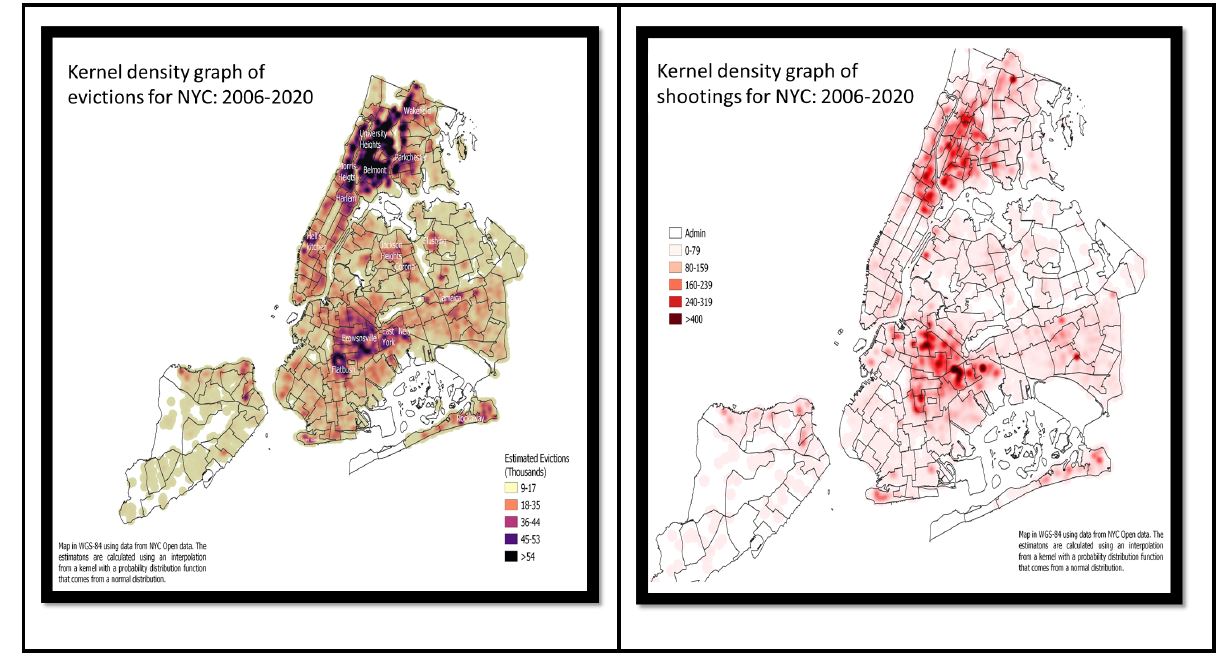 Kernel density graph of
evictions for NYC: 2006-2020
Wakefield
University
Heights
Parkchester
Morris
Heigts
Belmont
Harlem
Hell's
Kitchen
Jackson
Heights
Flushing
Jamaica
East New
York
Brownsville
Flatbush
Estimated Evictions
(Thousands)
9-17
18-35
36-44
45-53
>54
Map in WGS-84 using data from NYC Open data. The
estimatons are calculated using an interpolation
from a kernel with a probability distribution function
that comes from a normal distribution.
Kernel density graph of
shootings for NYC: 2006-2020
Admin
0-79
80-159
160-239
240-319
>400
Map in WGS-84 using data from NYC Open data. The
estimatons are calculated using an interpolation
from a kernel with a probability distribution function
that comes from a normal distribution.